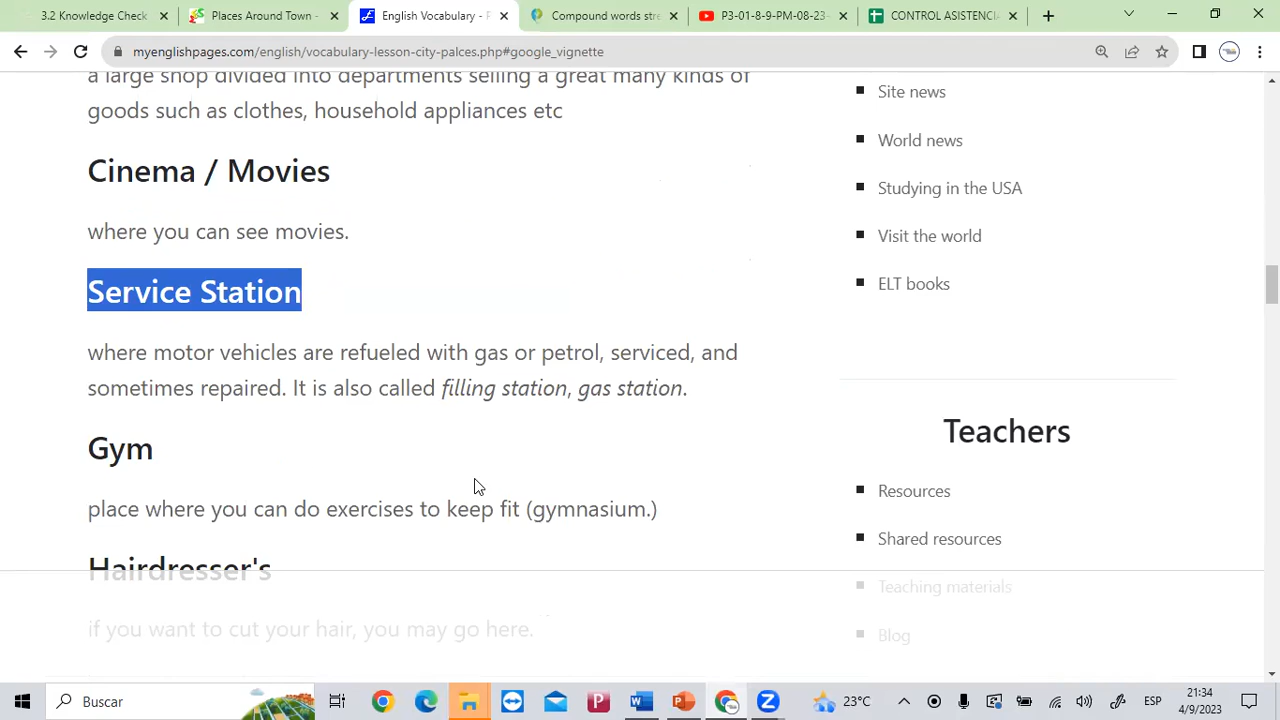 3.2 Knowledge Check
Places Around Town -
English Vocabulary - P
Compound words stre
P3-01-8-9-PM-08-23-
CONTROL ASISTENCIA
myenglishpages.com/english/vocabulary-lesson-city-palces.php#google_vignette
a large shop divided into departments selling a great many kinds of
goods such as clothes, household appliances etc
Cinema / Movies
where you can see movies.
Service Station
where motor vehicles are refueled with gas or petrol, serviced, and
sometimes repaired. It is also called filling station, gas station.
Gym
place where you can do exercises to keep fit (gymnasium.)
Hairdresser's
if you want to cut your hair, you may go here.
Site news
World news
Studying in the USA
Visit the world
ELT books
Teachers
Resources
Shared resources
Teaching materials
Blog
Buscar
23°C
ESP
21:34
4/9/2023